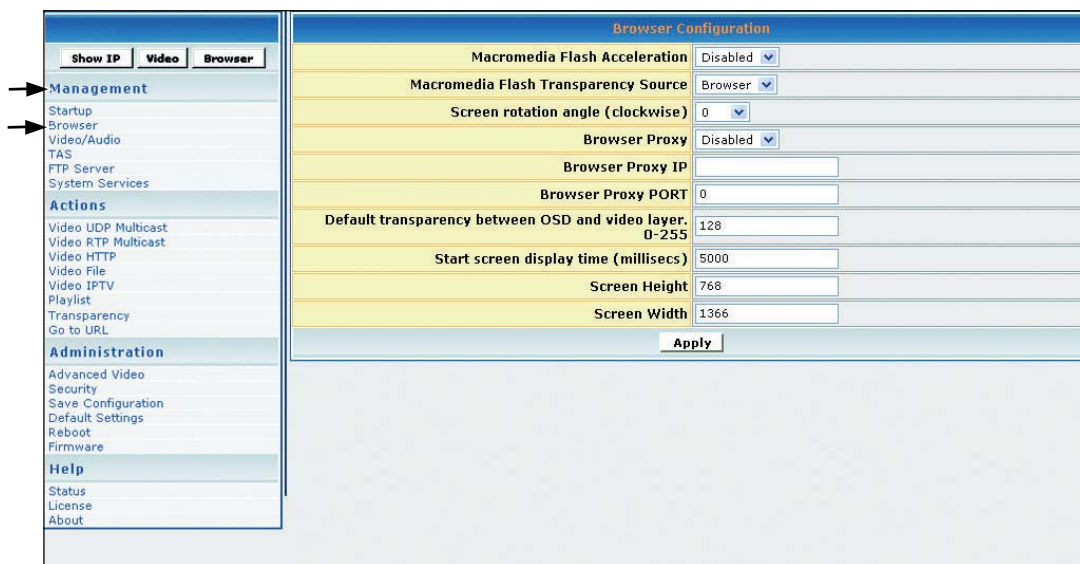 Show IP Video Browser
Management
Startup
Browser
Video/Audio
TAS
FTP Server
System Services
Actions
Video UDP Multicast
Video RTP Multicast
Video HTTP
Video File
Video IPTV
Playlist
Transparency
Go to URL
Administration
Advanced Video
Security
Save Configuration
Default Settings
Reboot
Firmware
Help
Status
License
About
Browser Configuration
Macromedia Flash Acceleration Disabled
Macromedia Flash Transparency Source Browser
Screen rotation angle (clockwise) 0
Browser Proxy Disabled
Browser Proxy IP
Browser Proxy PORT 0
Default transparency between OSD and video layer.
0-255 128
Start screen display time (millisecs) 5000
Screen Height 768
Screen Width 1366
Apply